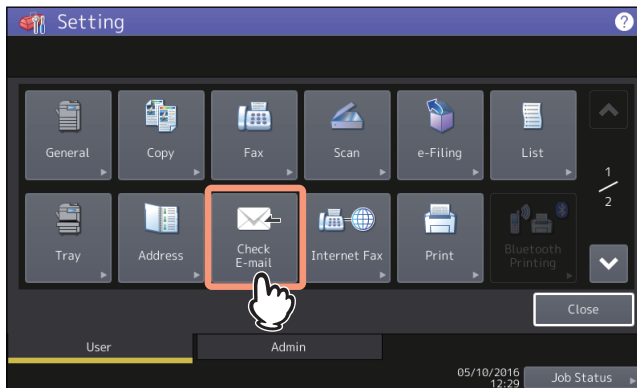 Setting
?
General
Copy
Fax
Scan
e-Filing
List
1
2
Tray
Address
Check
E-mail
Internet Fax
Print
Bluetooth
Printing
Close
User
Admin
05/10/2016
12:29
Job Status